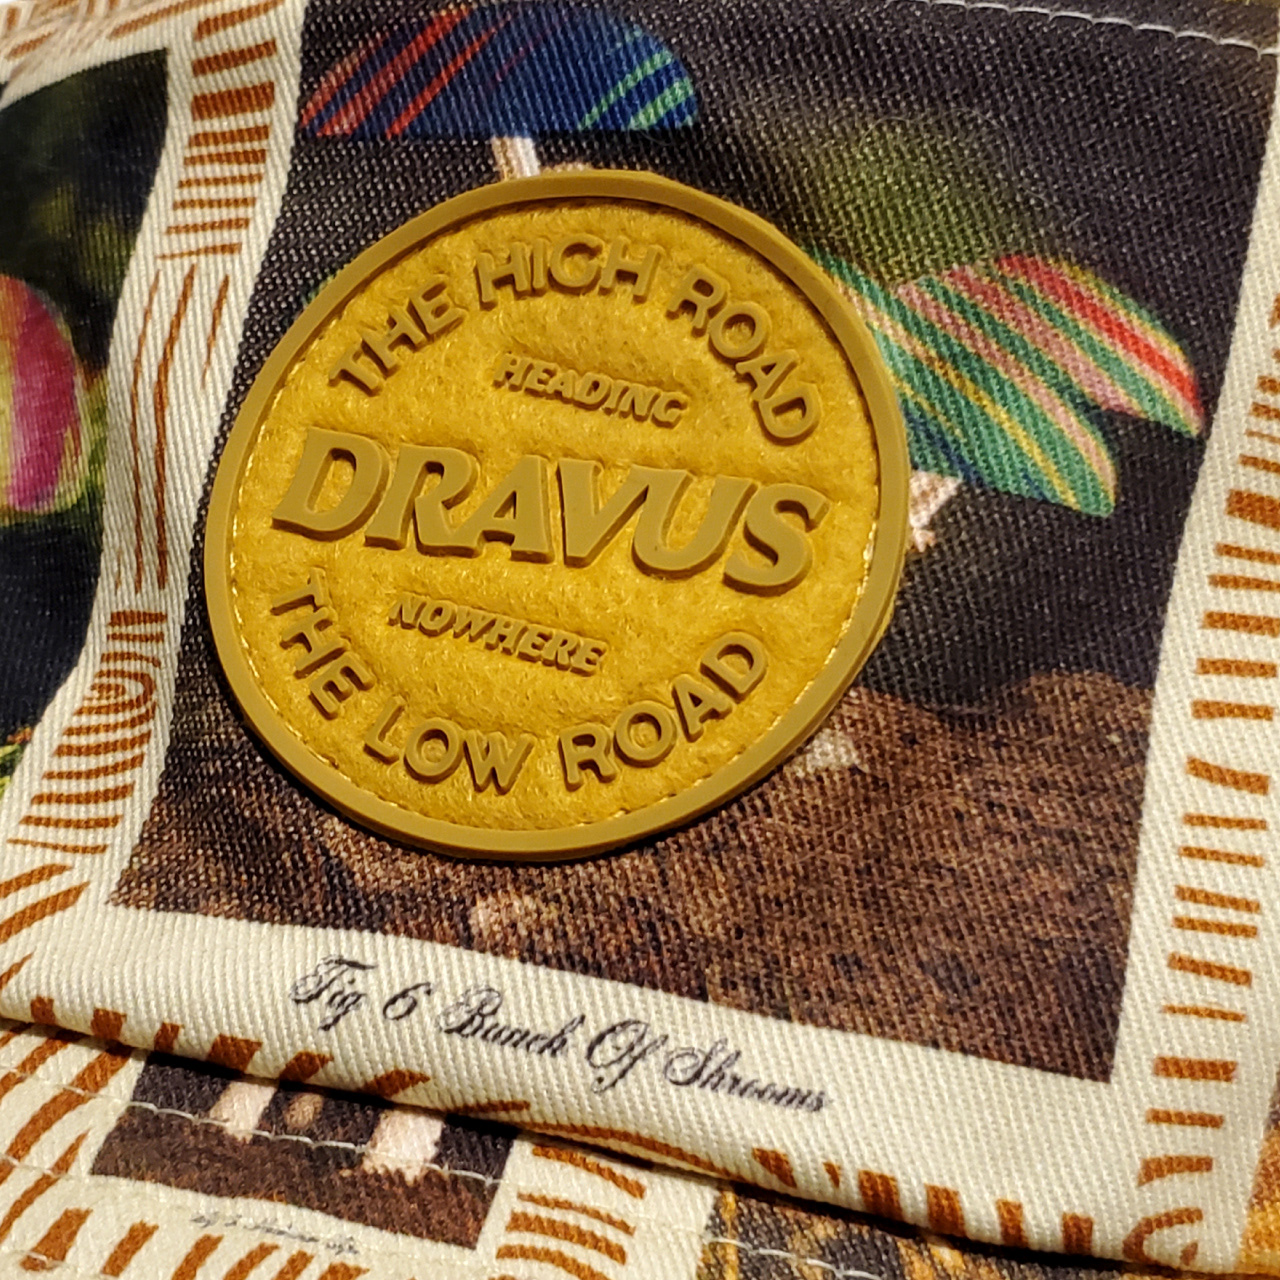 THE HIGH ROAD
HEADING
DRAVUS
NOWHERE
THE LOW ROAD
Fig 6 Bunch Of Shrooms